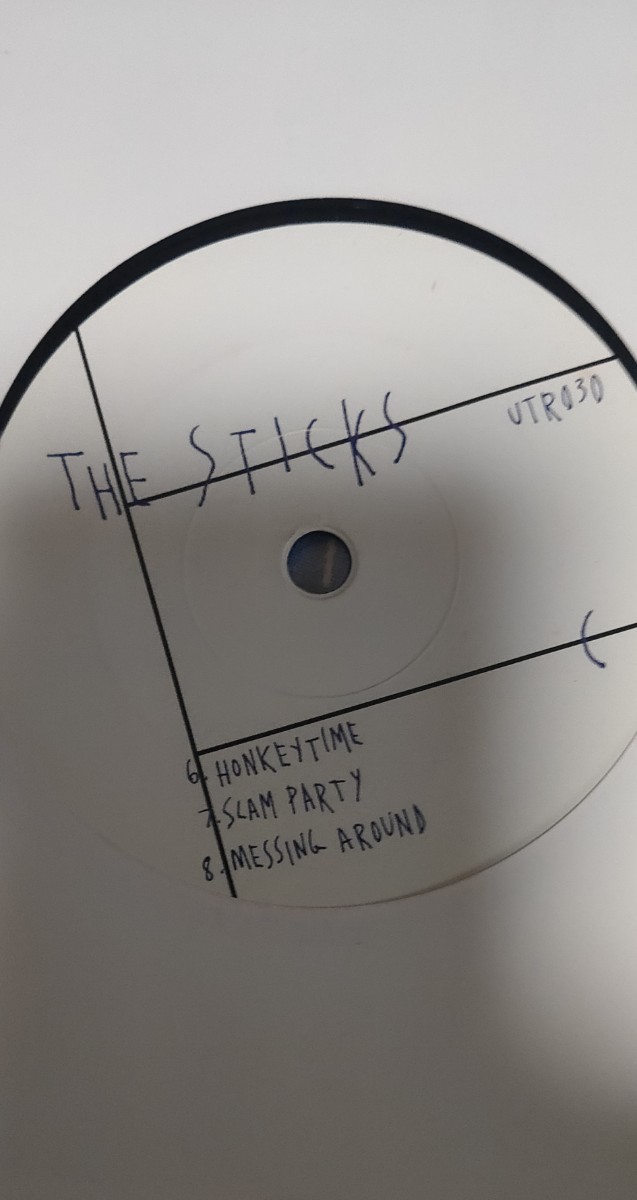 THE STICKS
UTR030
(
6. HONKEYTIME
7. SLAM PARTY
8. MESSING AROUND